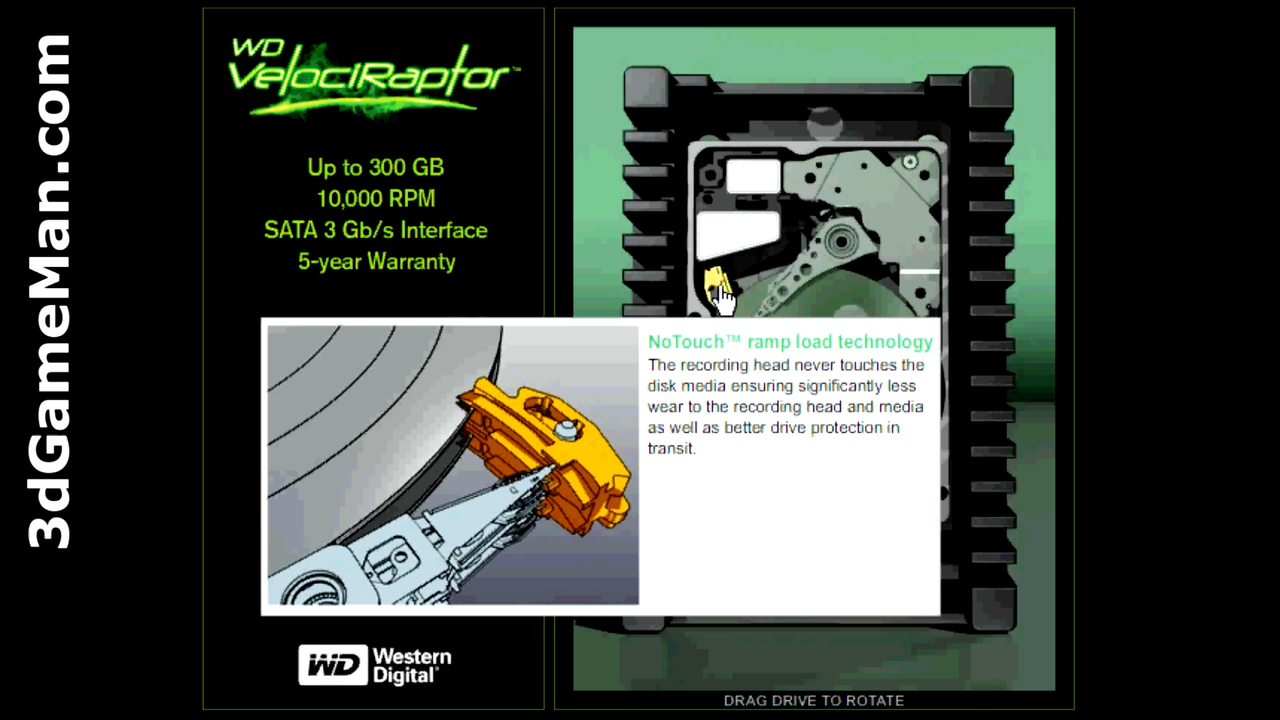 3dGameMan.com
WD
VelociRaptor™
Up to 300 GB
10,000 RPM
SATA 3 Gb/s Interface
5-year Warranty
NoTouch™ ramp load technology
The recording head never touches the
disk media ensuring significantly less
wear to the recording head and media
as well as better drive protection in
transit.
WD Western
Digital®
DRAG DRIVE TO ROTATE